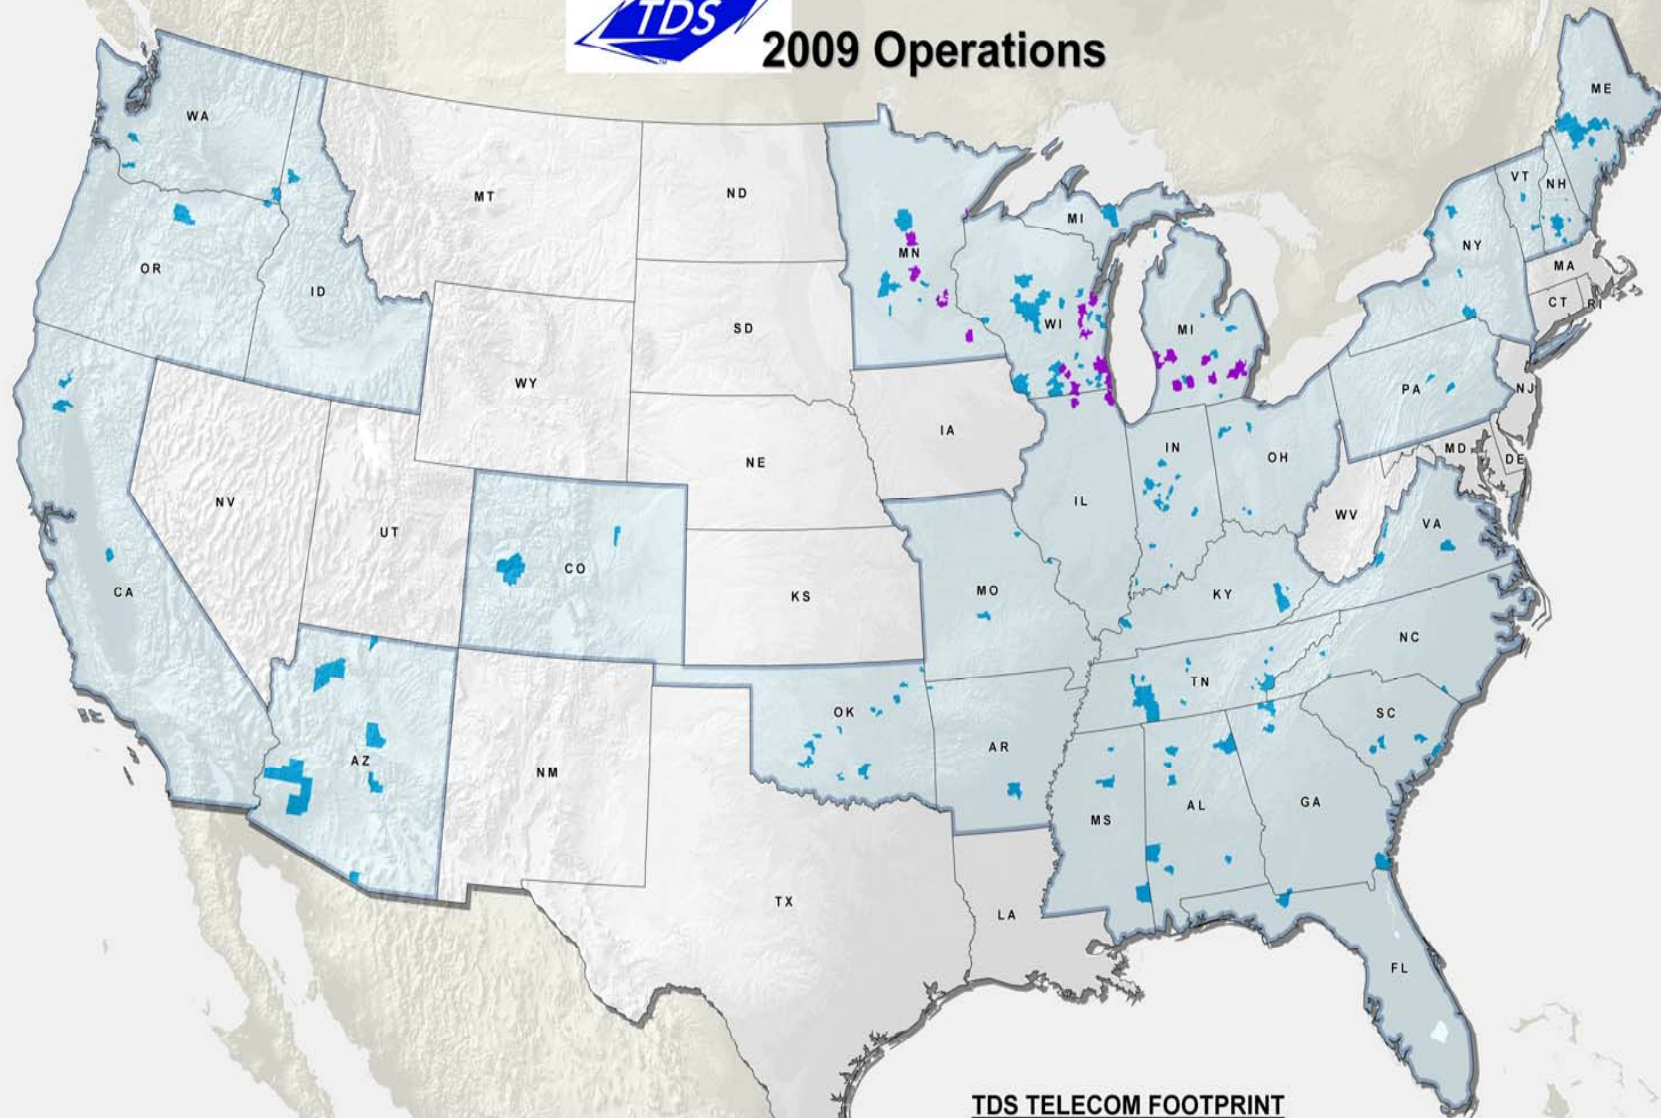 TDS
TM
2009 Operations
ME
WA
VT
NH
MT
ND
MI
MN
NY
OR
MA
ID
CT
RI
SD
WI
MI
WY
PA
NJ
IA
IN
MD
OH
DE
NE
NV
IL
WV
VA
UT
CO
CA
MO
KY
KS
NC
TN
OK
SC
AR
AZ
NM
AL
GA
MS
TX
LA
FL
TDS TELECOM FOOTPRINT